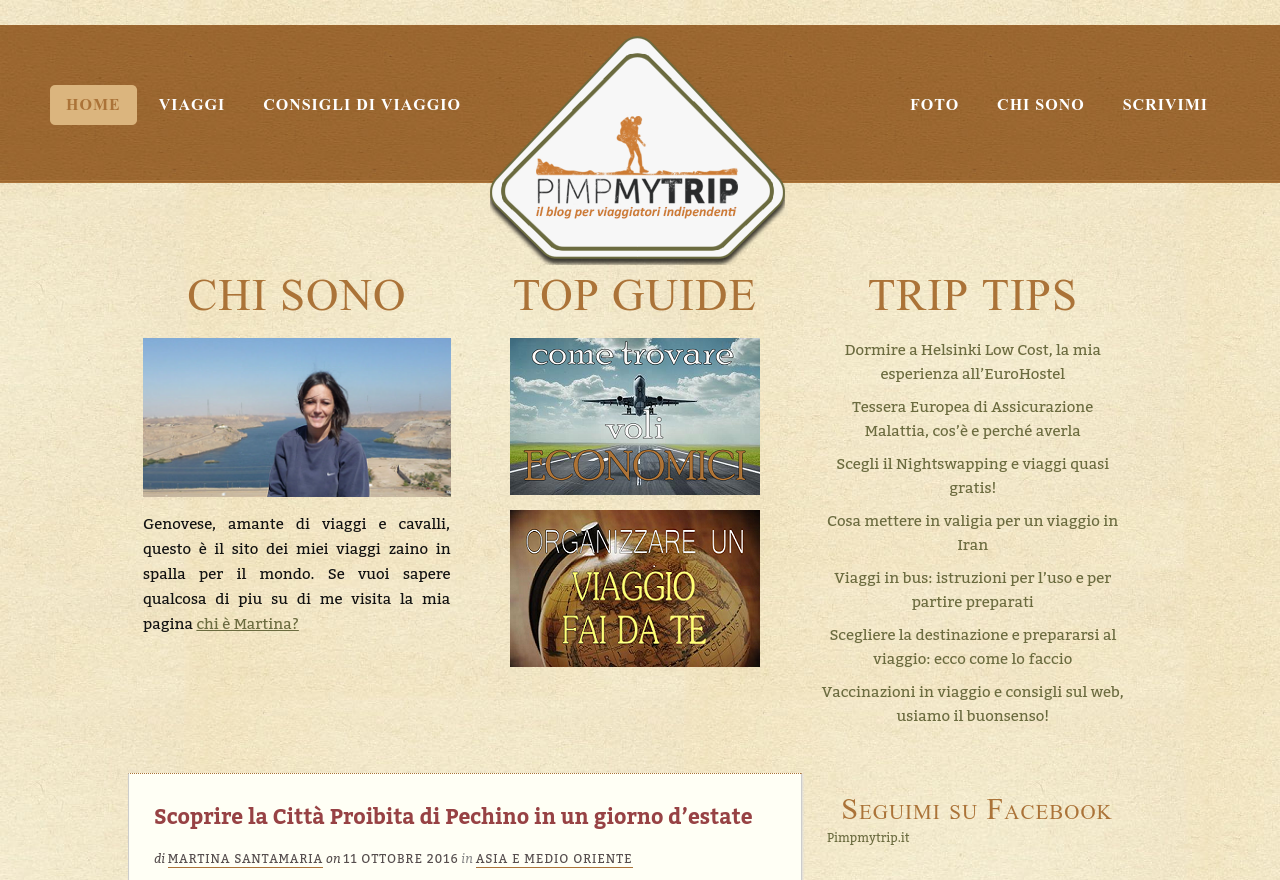 HOME
VIAGGI
CONSIGLI DI VIAGGIO
FOTO
CHI SONO
SCRIVIMI
PIMPMYTRIP
il blog per viaggiatori indipendenti
CHI SONO
Genovese, amante di viaggi e cavalli,
questo è il sito dei miei viaggi zaino in
spalla per il mondo. Se vuoi sapere
qualcosa di piu su di me visita la mia
pagina chi è Martina?
TOP GUIDE
come trovare
voli
ECONOMICI
ORGANIZZARE UN
VIAGGIO
FAI DA TE
TRIP TIPS
Dormire a Helsinki Low Cost, la mia
esperienza all’EuroHostel
Tessera Europea di Assicurazione
Malattia, cos’è e perché averla
Scegli il Nightswapping e viaggi quasi
gratis!
Cosa mettere in valigia per un viaggio in
Iran
Viaggi in bus: istruzioni per l’uso e per
partire preparati
Scegliere la destinazione e prepararsi al
viaggio: ecco come lo faccio
Vaccinazioni in viaggio e consigli sul web,
usiamo il buonsenso!
Scoprire la Città Proibita di Pechino in un giorno d’estate
di MARTINA SANTAMARIA on 11 OTTOBRE 2016 in ASIA E MEDIO ORIENTE
Seguimi su Facebook
Pimpmytrip.it